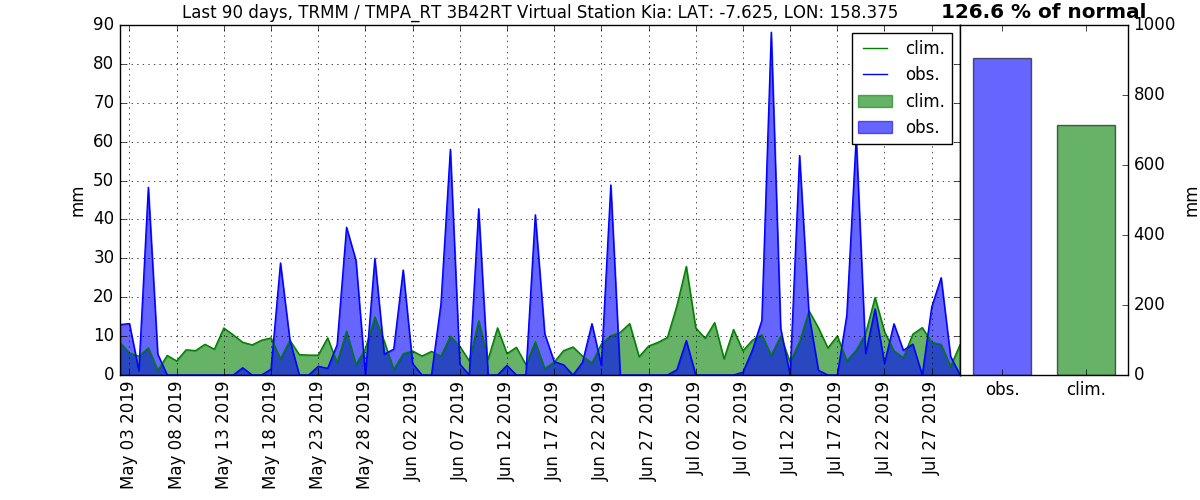 Last 90 days, TRMM / TMPA_RT 3B42RT Virtual Station Kia: LAT: -7.625, LON: 158.375
126.6 % of normal
90
80
70
60
50
40
30
20
10
0
mm
clim.
obs.
clim.
obs.
1000
800
600
400
200
0
mm
obs.
clim.
May 03 2019
May 08 2019
May 13 2019
May 18 2019
May 23 2019
May 28 2019
Jun 02 2019
Jun 07 2019
Jun 12 2019
Jun 17 2019
Jun 22 2019
Jun 27 2019
Jul 02 2019
Jul 07 2019
Jul 12 2019
Jul 17 2019
Jul 22 2019
Jul 27 2019